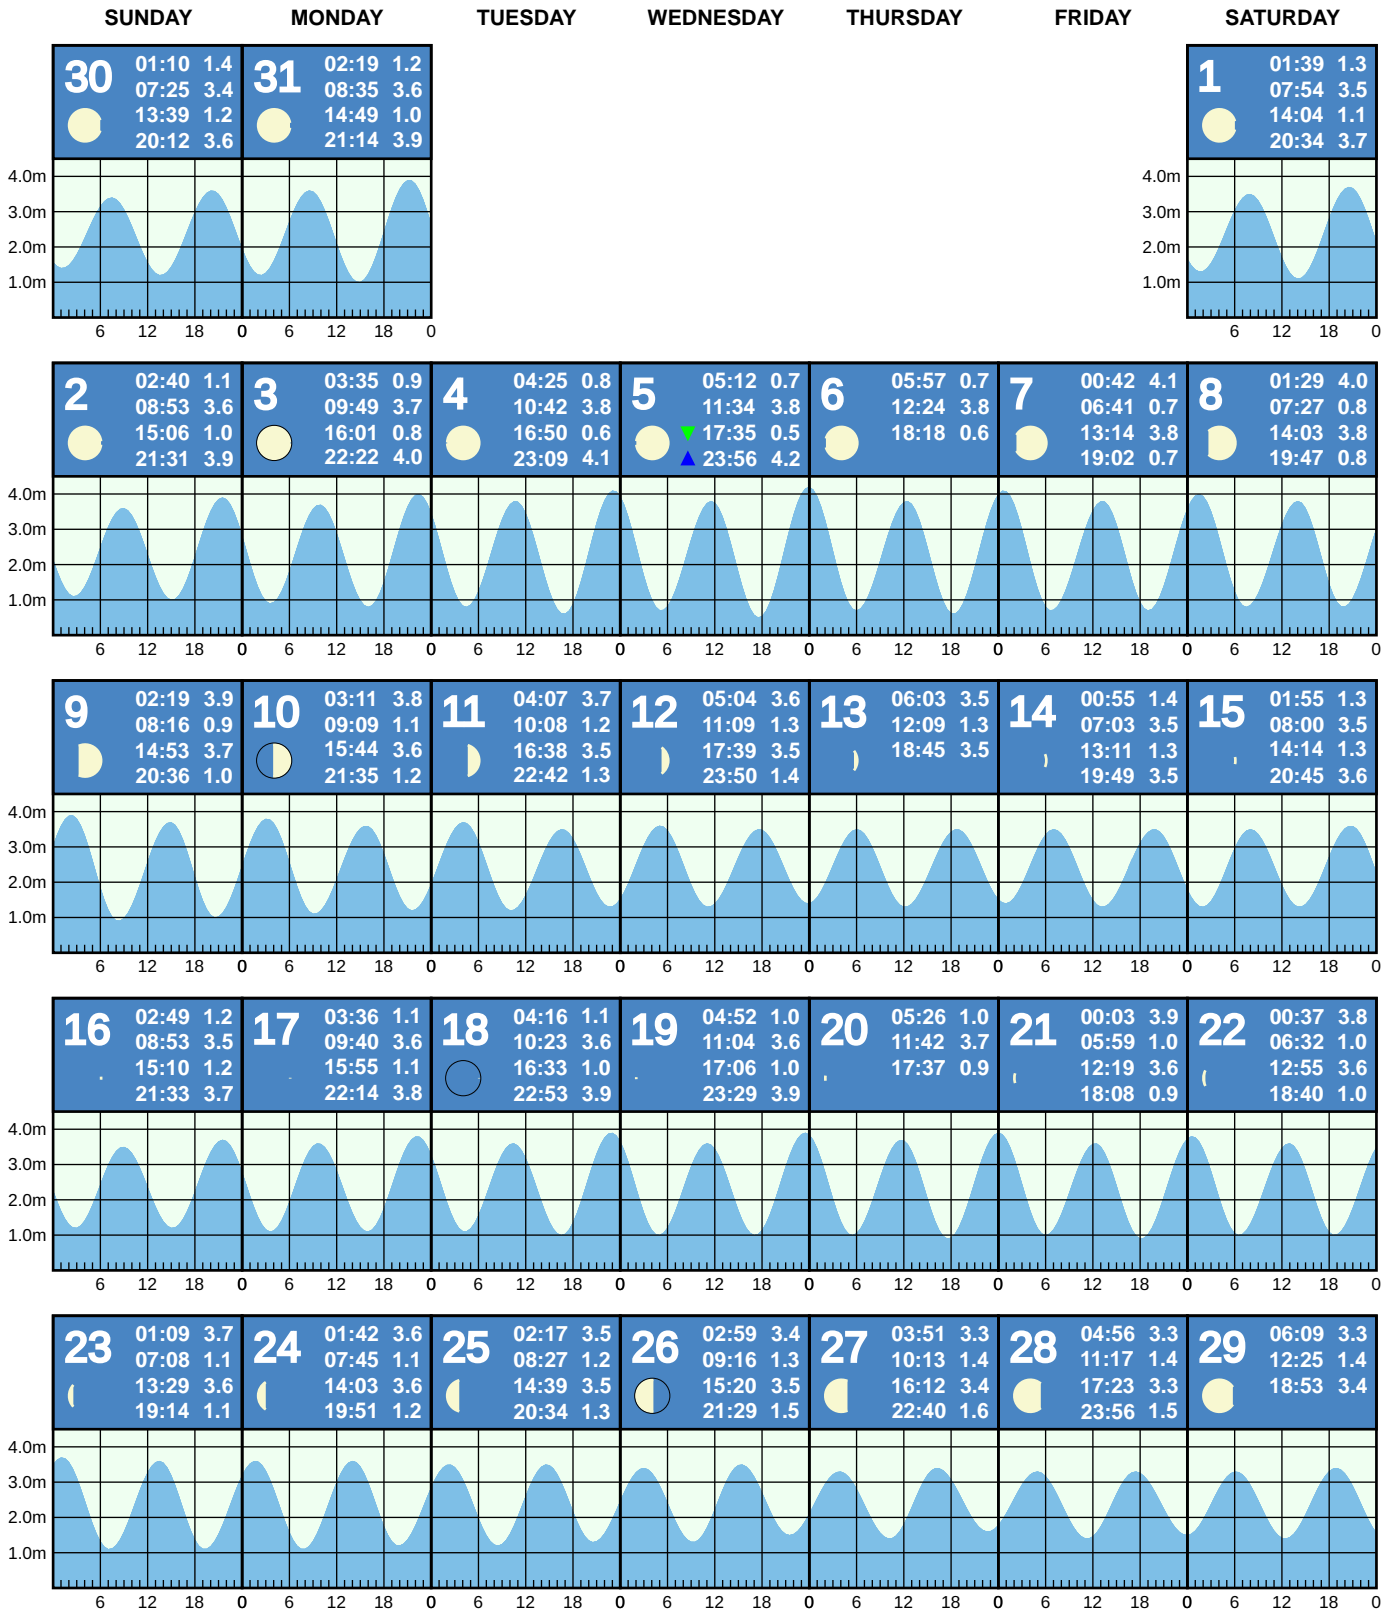 SUNDAY MONDAY TUESDAY WEDNESDAY THURSDAY FRIDAY SATURDAY
30 01:10 1.4
07:25 3.4
13:39 1.2
20:12 3.6
31 02:19 1.2
08:35 3.6
14:49 1.0
21:14 3.9
1 01:39 1.3
07:54 3.5
14:04 1.1
20:34 3.7
4.0m 4.0m
3.0m 3.0m
2.0m 2.0m
1.0m 1.0m
6 12 18 0 6 12 18 0 6 12 18 0
2 02:40 1.1
08:53 3.6
15:06 1.0
21:31 3.9
3 03:35 0.9
09:49 3.7
16:01 0.8
22:22 4.0
4 04:25 0.8
10:42 3.8
16:50 0.6
23:09 4.1
5 05:12 0.7
11:34 3.8
17:35 0.5
23:56 4.2
6 05:57 0.7
12:24 3.8
18:18 0.6
7 00:42 4.1
06:41 0.7
13:14 3.8
19:02 0.7
8 01:29 4.0
07:27 0.8
14:03 3.8
19:47 0.8
4.0m
3.0m
2.0m
1.0m
6 12 18 0 6 12 18 0 6 12 18 0 6 12 18 0 6 12 18 0 6 12 18 0 6 12 18 0
9 02:19 3.9
08:16 0.9
14:53 3.7
20:36 1.0
10 03:11 3.8
09:09 1.1
15:44 3.6
21:35 1.2
11 04:07 3.7
10:08 1.2
16:38 3.5
22:42 1.3
12 05:04 3.6
11:09 1.3
17:39 3.5
23:50 1.4
13 06:03 3.5
12:09 1.3
18:45 3.5
14 00:55 1.4
07:03 3.5
13:11 1.3
19:49 3.5
15 01:55 1.3
08:00 3.5
14:14 1.3
20:45 3.6
4.0m
3.0m
2.0m
1.0m
6 12 18 0 6 12 18 0 6 12 18 0 6 12 18 0 6 12 18 0 6 12 18 0 6 12 18 0
16 02:49 1.2
08:53 3.5
15:10 1.2
21:33 3.7
17 03:36 1.1
09:40 3.6
15:55 1.1
22:14 3.8
18 04:16 1.1
10:23 3.6
16:33 1.0
22:53 3.9
19 04:52 1.0
11:04 3.6
17:06 1.0
23:29 3.9
20 05:26 1.0
11:42 3.7
17:37 0.9
21 00:03 3.9
05:59 1.0
12:19 3.6
18:08 0.9
22 00:37 3.8
06:32 1.0
12:55 3.6
18:40 1.0
4.0m
3.0m
2.0m
1.0m
6 12 18 0 6 12 18 0 6 12 18 0 6 12 18 0 6 12 18 0 6 12 18 0 6 12 18 0
23 01:09 3.7
07:08 1.1
13:29 3.6
19:14 1.1
24 01:42 3.6
07:45 1.1
14:03 3.6
19:51 1.2
25 02:17 3.5
08:27 1.2
14:39 3.5
20:34 1.3
26 02:59 3.4
09:16 1.3
15:20 3.5
21:29 1.5
27 03:51 3.3
10:13 1.4
16:12 3.4
22:40 1.6
28 04:56 3.3
11:17 1.4
17:23 3.3
23:56 1.5
29 06:09 3.3
12:25 1.4
18:53 3.4
4.0m
3.0m
2.0m
1.0m
6 12 18 0 6 12 18 0 6 12 18 0 6 12 18 0 6 12 18 0 6 12 18 0 6 12 18 0